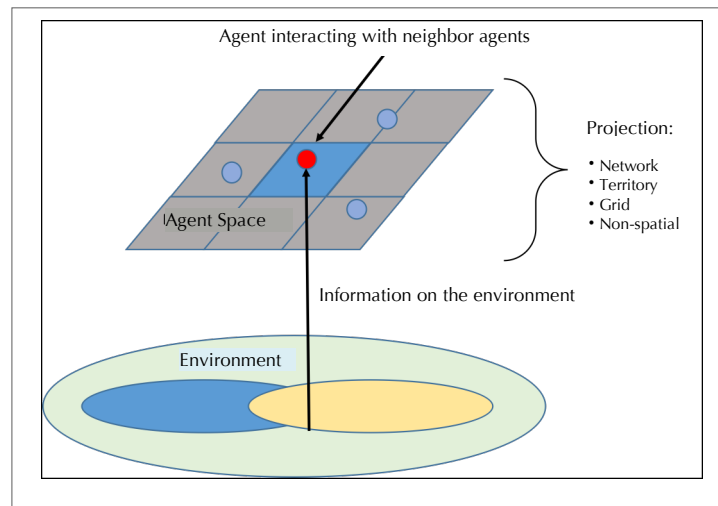 Agent interacting with neighbor agents
Projection:
• Network
• Territory
• Grid
• Non-spatial
Agent Space
Information on the environment
Environment